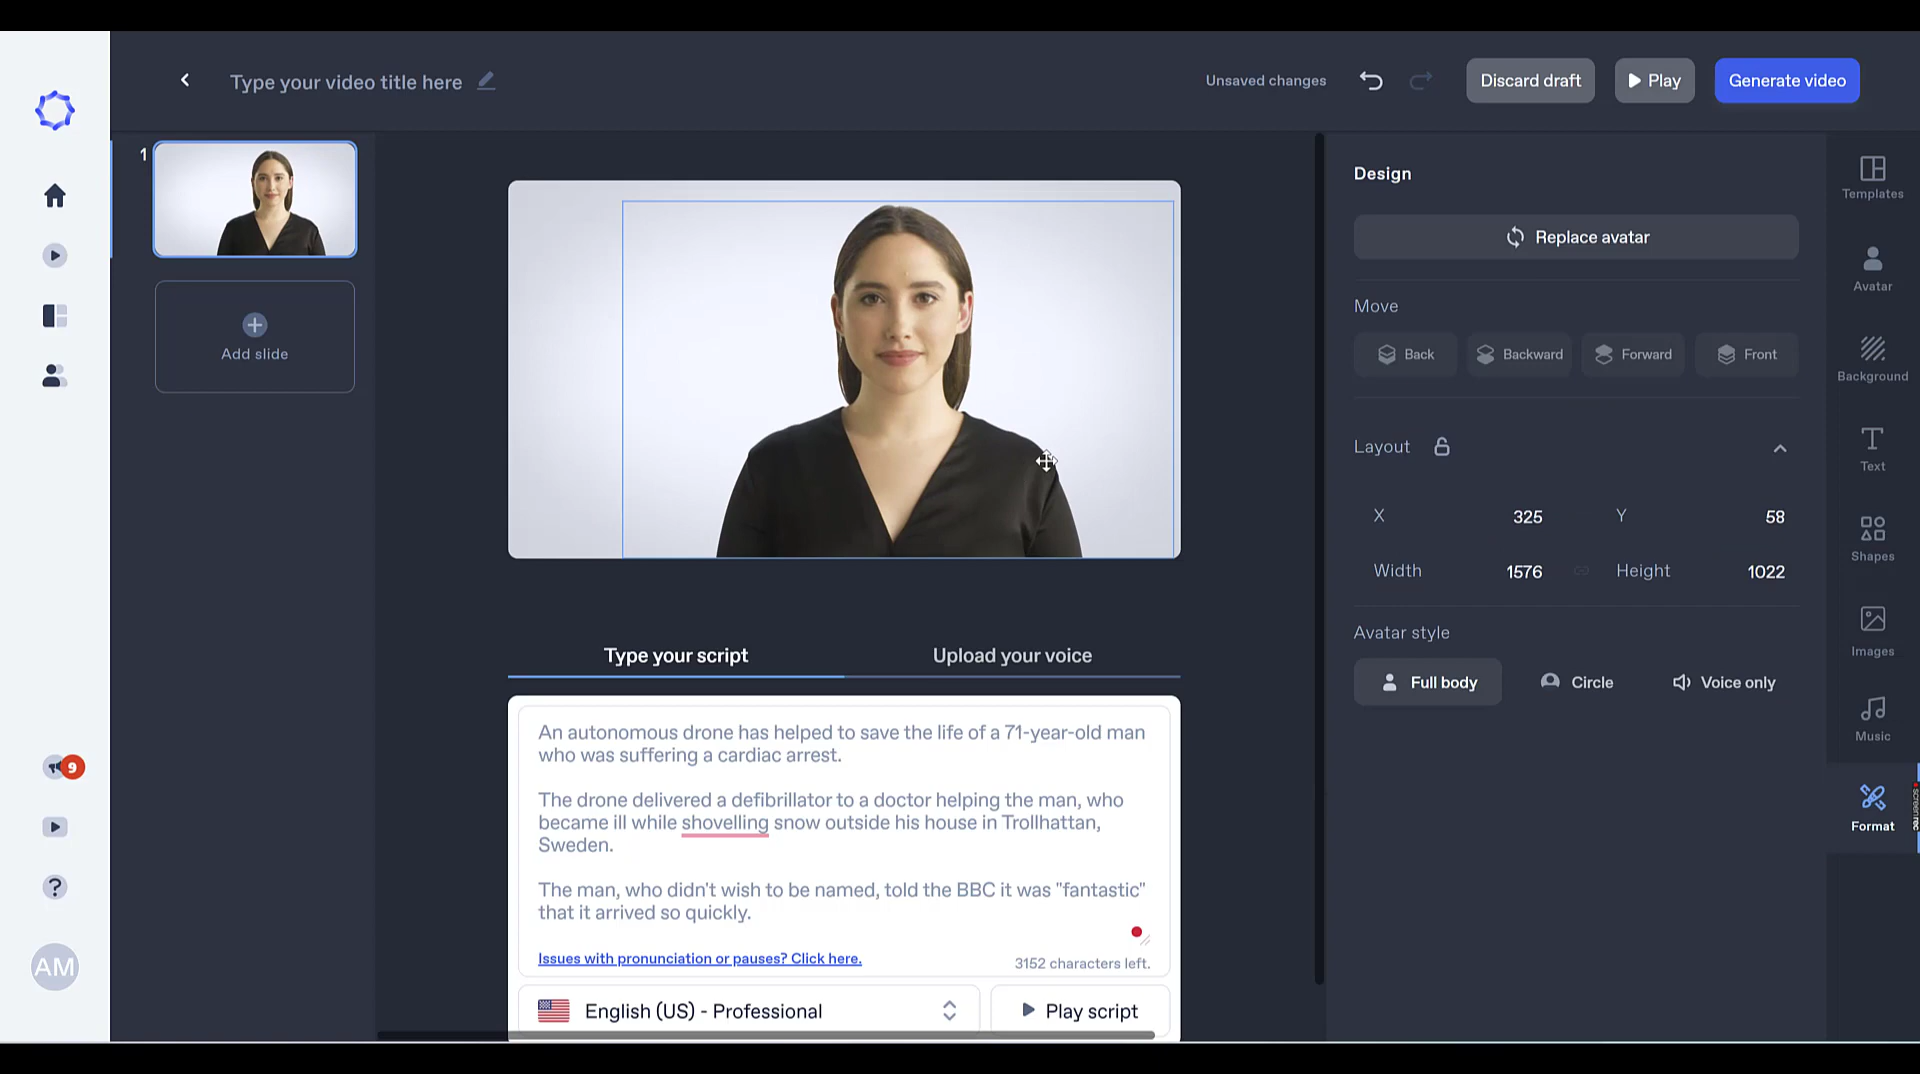 Type your video title here
Unsaved changes
Discard draft
Play
Generate video
1
Add slide
Design
Replace avatar
Move
Back
Backward
Forward
Front
Layout
X
325
Y
58
Width
1576
Height
1022
Avatar style
Full body
Circle
Voice only
Templates
Avatar
Background
Text
Shapes
Images
Music
Format
screenrec
Type your script
Upload your voice
An autonomous drone has helped to save the life of a 71-year-old man
who was suffering a cardiac arrest.
The drone delivered a defibrillator to a doctor helping the man, who
became ill while shovelling snow outside his house in Trollhattan,
Sweden.
The man, who didn't wish to be named, told the BBC it was "fantastic"
that it arrived so quickly.
Issues with pronunciation or pauses? Click here.
3152 characters left.
English (US) - Professional
Play script
9
?
AM